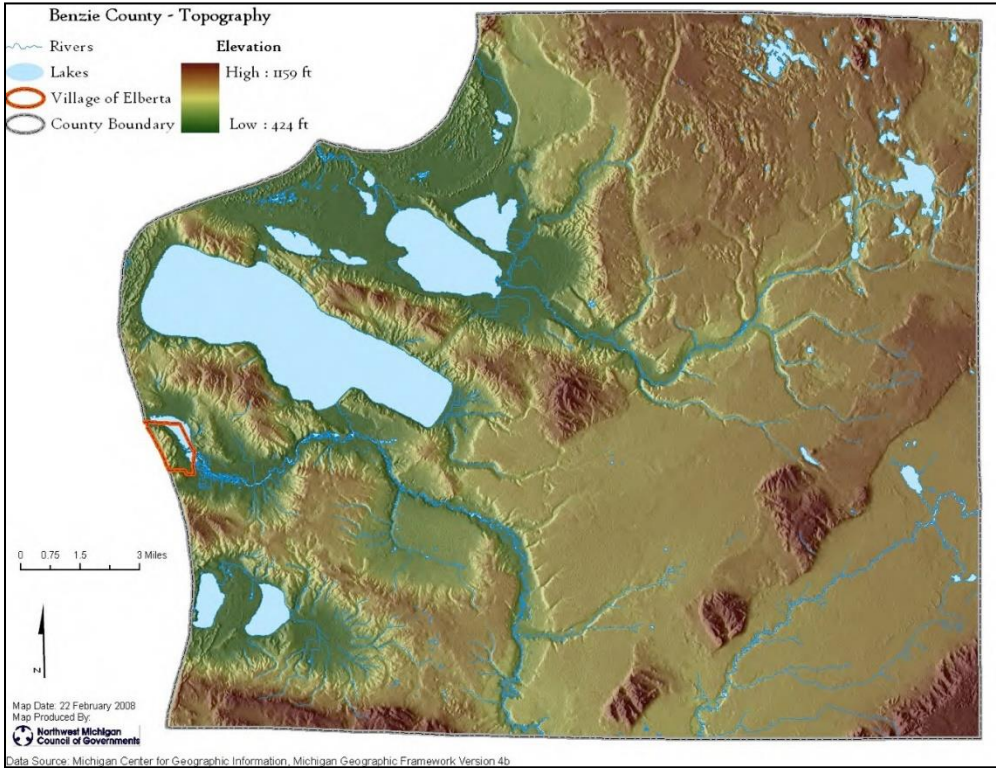 Benzie County - Topography
Rivers
Lakes
Village of Elberta
County Boundary
Elevation
High : 1159 ft
Low : 424 ft
0 0.75 1.5 3 Miles
N
Map Date: 22 February 2008
Map Produced By:
Northwest Michigan
Council of Governments
Data Source: Michigan Center for Geographic Information, Michigan Geographic Framework Version 4b